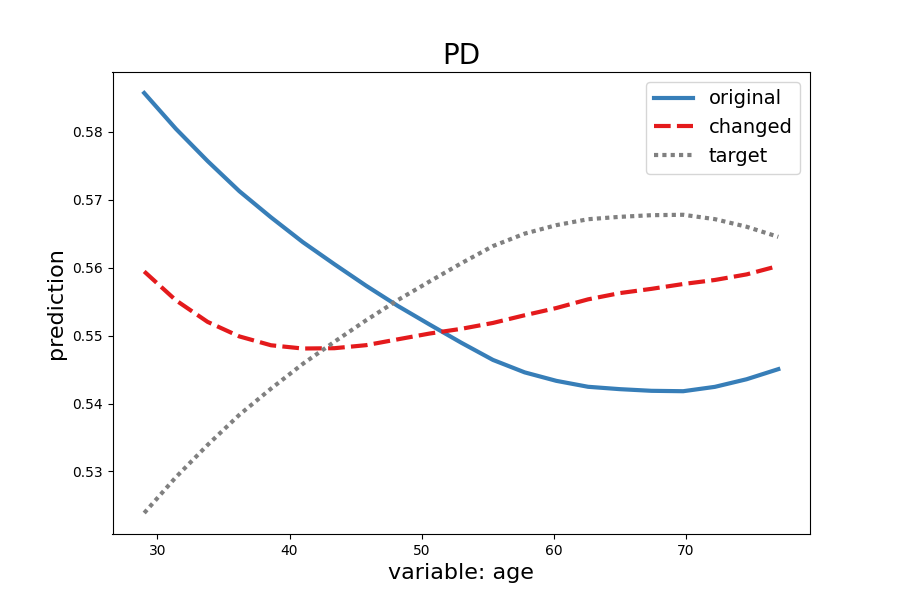 PD
original
changed
target
prediction
0.58
0.57
0.56
0.55
0.54
0.53
30 40 50 60 70
variable: age